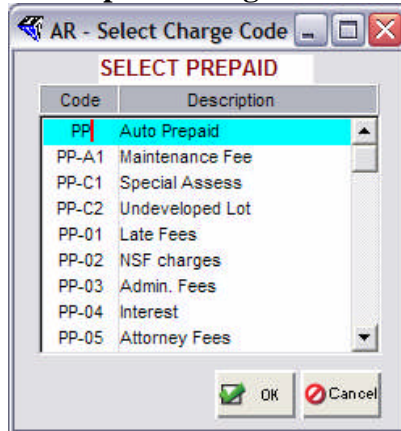 AR - Select Charge Code
SELECT PREPAID
Code Description
PP Auto Prepaid
PP-A1 Maintenance Fee
PP-C1 Special Assess
PP-C2 Undeveloped Lot
PP-01 Late Fees
PP-02 NSF charges
PP-03 Admin. Fees
PP-04 Interest
PP-05 Attorney Fees
OK Cancel